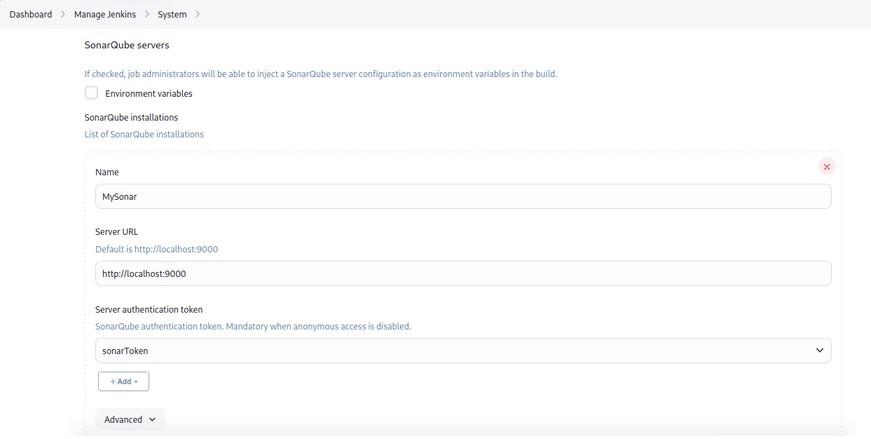 Dashboard > Manage Jenkins > System >
SonarQube servers
If checked, job administrators will be able to inject a SonarQube server configuration as environment variables in the build.
Environment variables
SonarQube installations
List of SonarQube installations
Name
MySonar
Server URL
Default is http://localhost:9000
http://localhost:9000
Server authentication token
SonarQube authentication token. Mandatory when anonymous access is disabled.
sonarToken
+ Add
Advanced